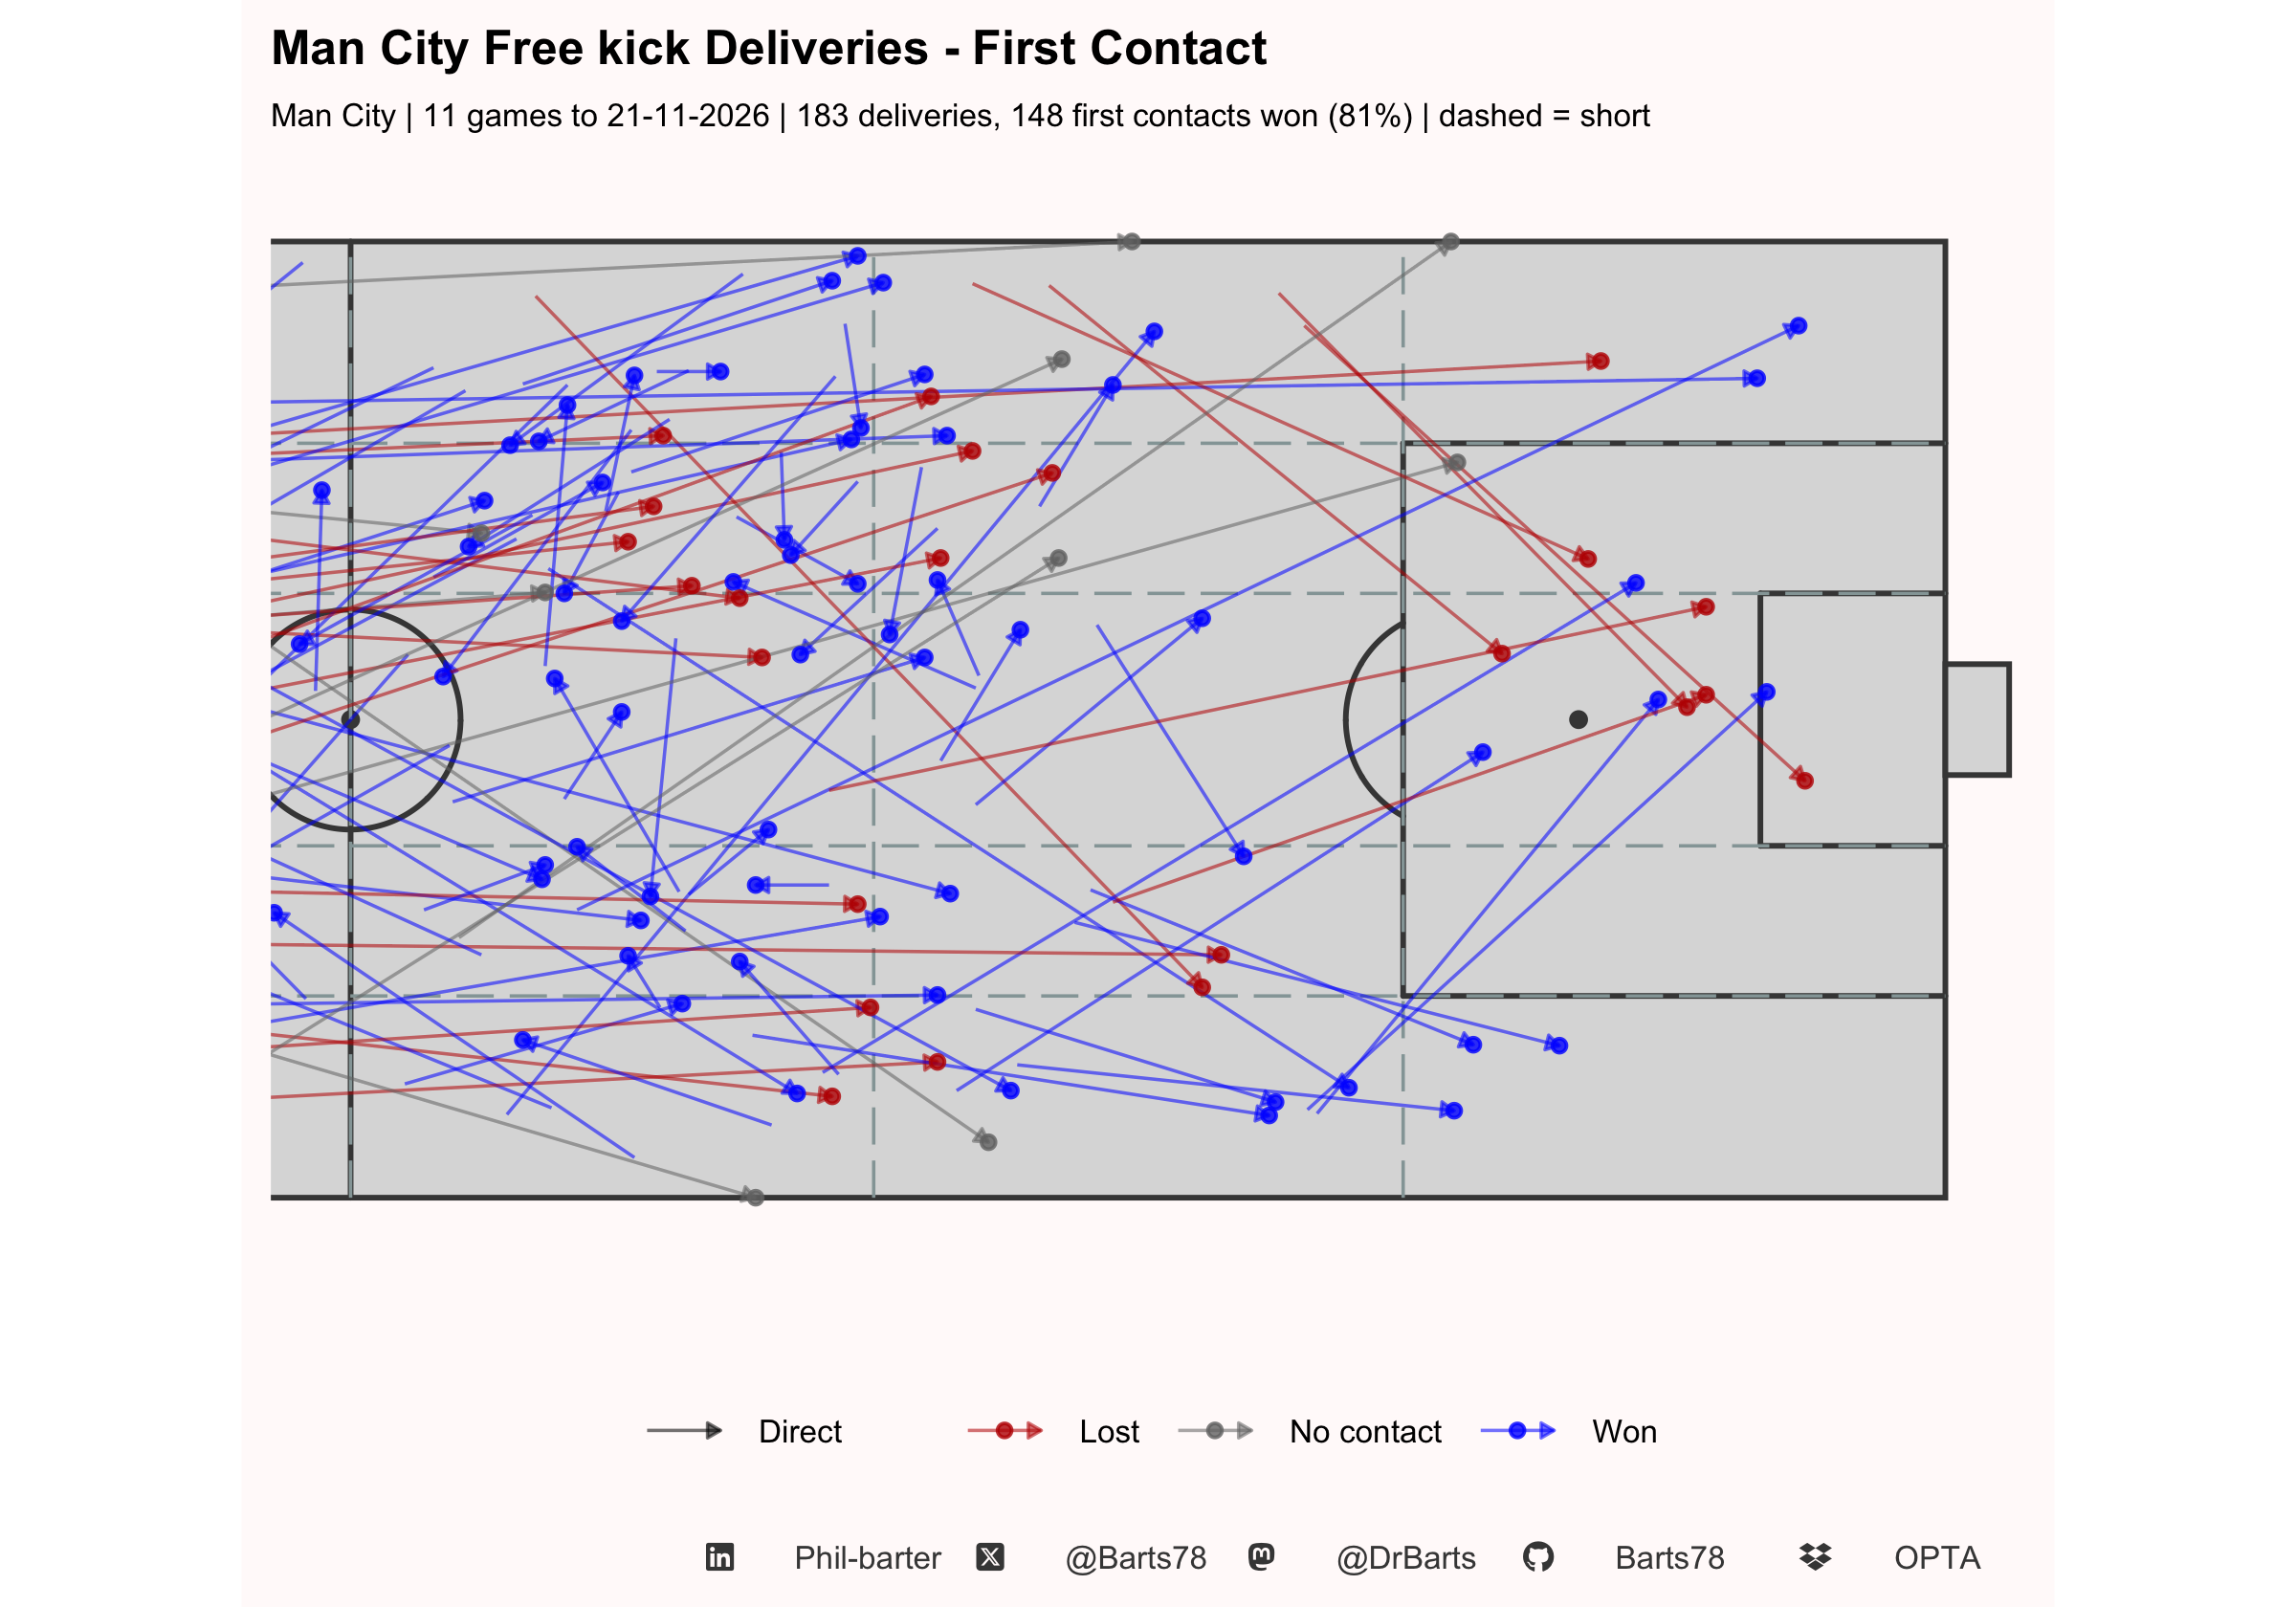 Man City Free kick Deliveries - First Contact
Man City | 11 games to 21-11-2026 | 183 deliveries, 148 first contacts won (81%) | dashed = short
Direct Lost No contact Won
in Phil-barter X @Barts78 m @DrBarts Barts78 OPTA